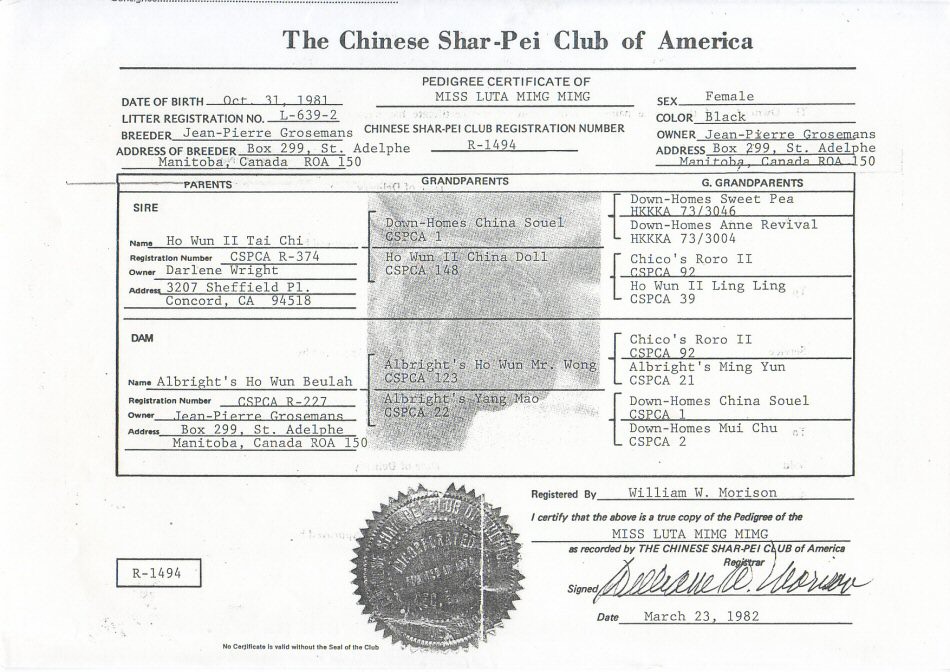 The Chinese Shar-Pei Club of America
PEDIGREE CERTIFICATE OF
MISS LUTA MIMG MIMG
DATE OF BIRTH Oct. 31, 1981
LITTER REGISTRATION NO. L-639-2
BREEDER Jean-Pierre Grosemans
ADDRESS OF BREEDER Box 299, St. Adelphe
Manitoba, Canada ROA 150
CHINESE SHAR-PEI CLUB REGISTRATION NUMBER
R-1494
SEX Female
COLOR Black
OWNER Jean-Pierre Grosemans
ADDRESS Box 299, St. Adelphe
Manitoba, Canada ROA 150
PARENTS
GRANDPARENTS
G. GRANDPARENTS
SIRE
Name Ho Wun II Tai Chi
Registration Number CSPCA R-374
Owner Darlene Wright
Address 3207 Sheffield Pl.
Concord, CA 94518
Down-Homes China Souel
CSPCA 1
Ho Wun II China Doll
CSPCA 148
Down-Homes Sweet Pea
HKKKA 73/3046
Down-Homes Anne Revival
HKKKA 73/3004
Chico's Roro II
CSPCA 92
Ho Wun II Ling Ling
CSPCA 39
DAM
Name Albright's Ho Wun Beulah
Registration Number CSPCA R-227
Owner Jean-Pierre Grosemans
Address Box 299, St. Adelphe
Manitoba, Canada ROA 150
Albright's Ho Wun Mr. Wong
CSPCA 123
Albright's Yang Mao
CSPCA 22
Chico's Roro II
CSPCA 92
Albright's Ming Yun
CSPCA 21
Down-Homes China Souel
CSPCA 1
Down-Homes Mui Chu
CSPCA 2
Registered By William W. Morison
I certify that the above is a true copy of the Pedigree of the
MISS LUTA MIMG MIMG
as recorded by THE CHINESE SHAR-PEI CLUB of America
Registrar
Signed
Date March 23, 1982
R-1494
No Certificate is valid without the Seal of the Club